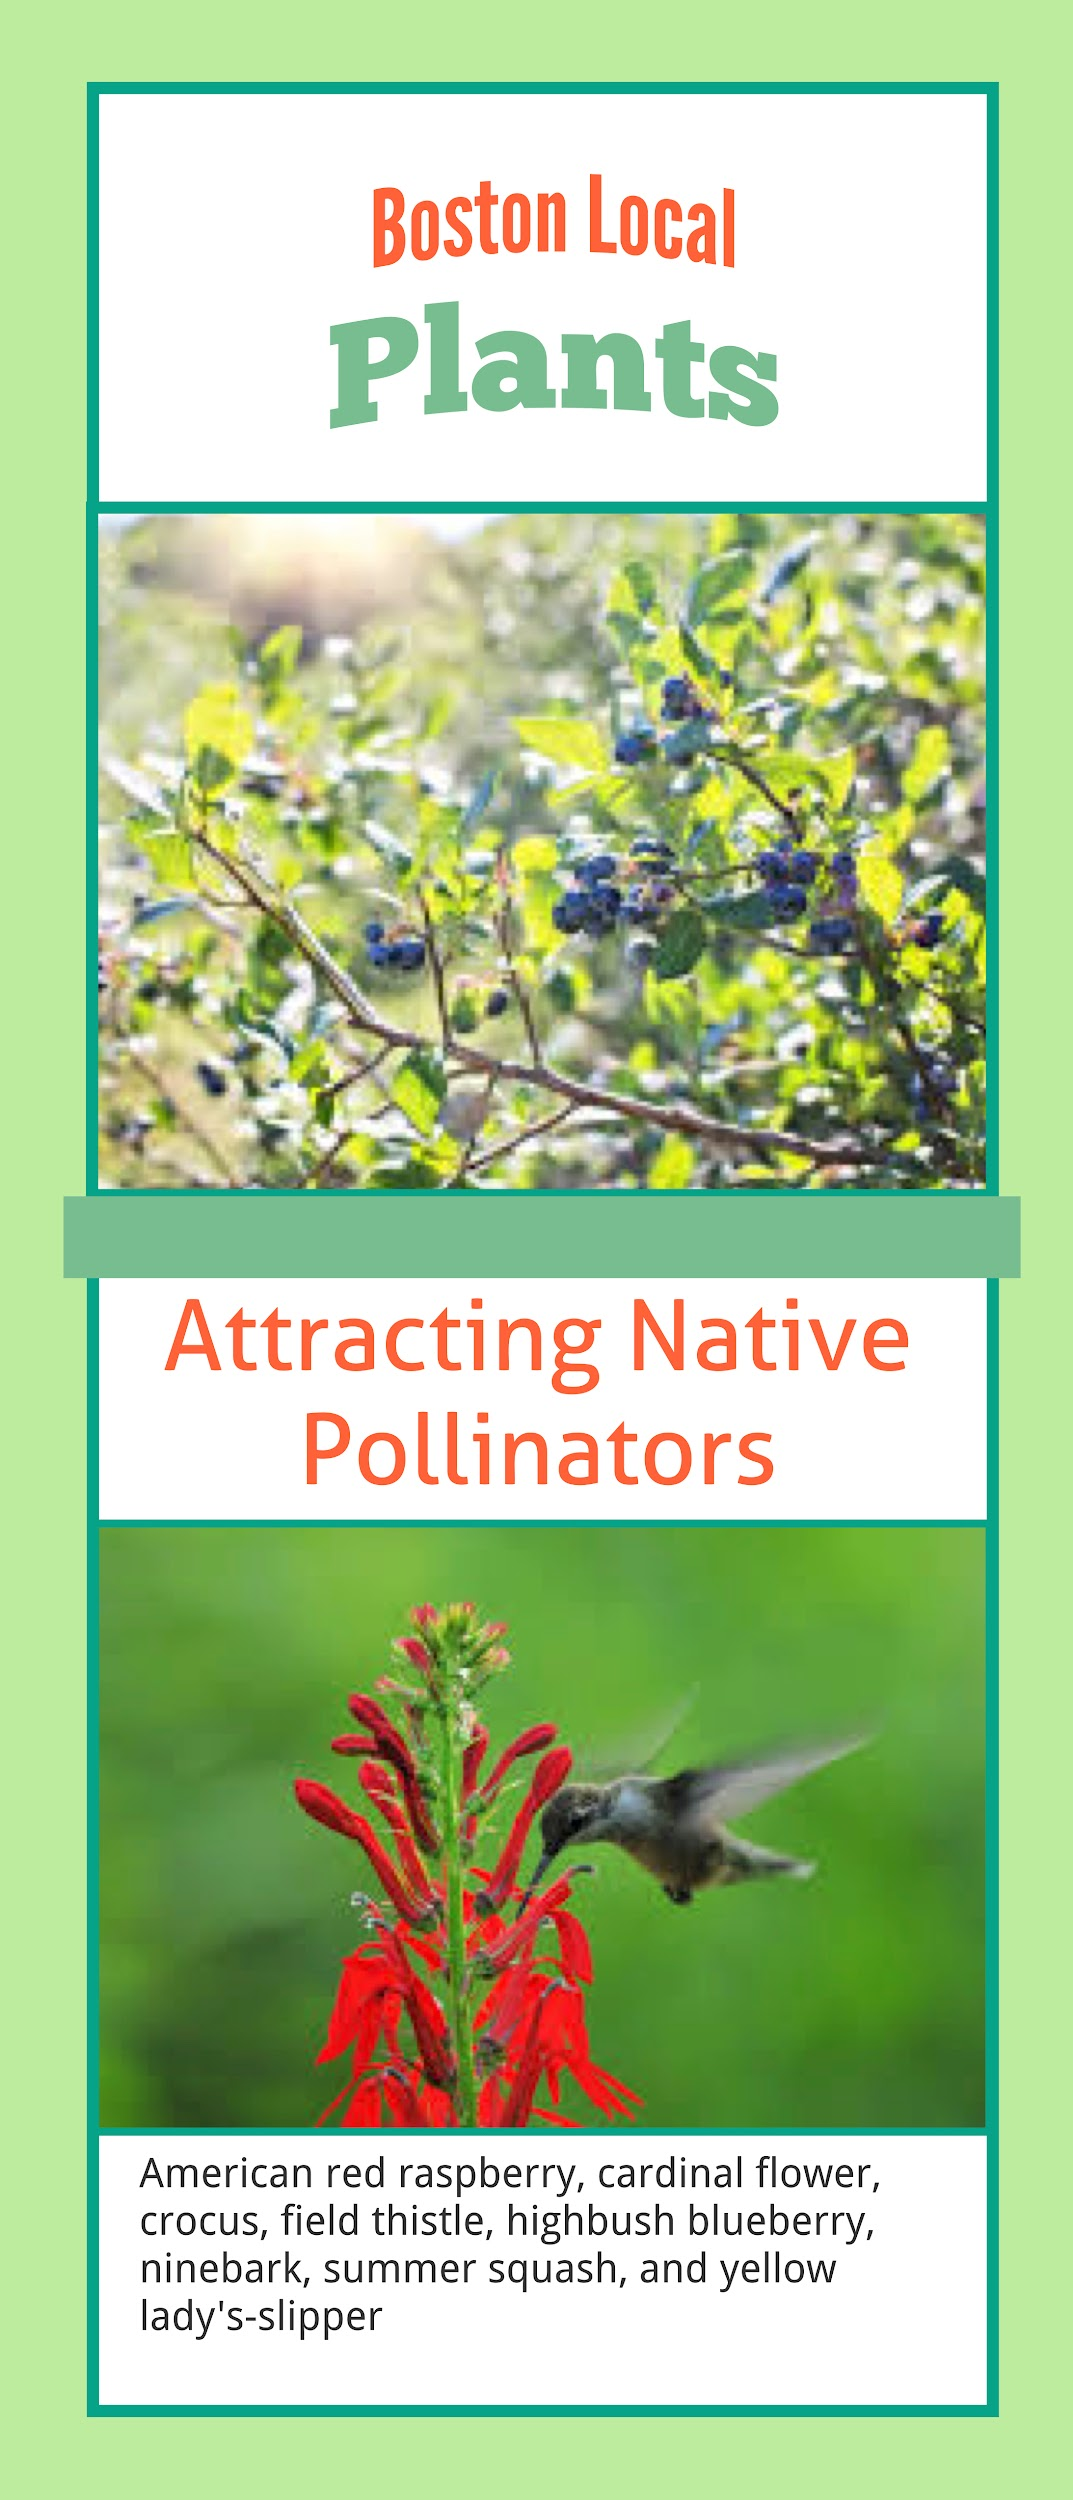 Boston Local
Plants
Attracting Native
Pollinators
American red raspberry, cardinal flower,
crocus, field thistle, highbush blueberry,
ninebark, summer squash, and yellow
lady's-slipper